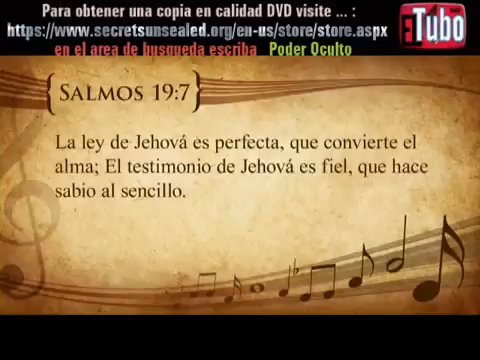 Para obtener una copia en calidad DVD visite ... :
https://www.secretsunsealed.org/en-us/store/store.aspx
en el area de busqueda escriba Poder Oculto
ETubo
SALMOS 19:7
La ley de Jehová es perfecta, que convierte el
alma; El testimonio de Jehová es fiel, que hace
sabio al sencillo.